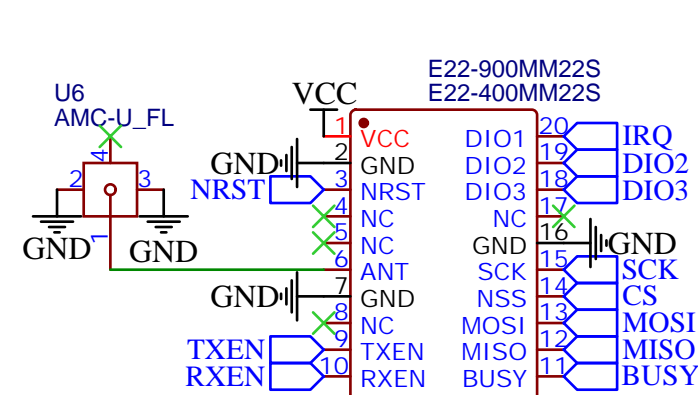 E22-900MM22S
E22-400MM22S
U6
AMC-U_FL
4
2
3
1
GND
GND
VCC
1 VCC
DIO1 20 IRQ
GND 2 GND
DIO2 19 DIO2
NRST 3 NRST
DIO3 18 DIO3
4 NC
NC 17
5 NC
GND 16 GND
6 ANT
SCK 15 SCK
GND 7 GND
NSS 14 CS
8 NC
MOSI 13 MOSI
TXEN 9 TXEN
MISO 12 MISO
RXEN 10 RXEN
BUSY 11 BUSY